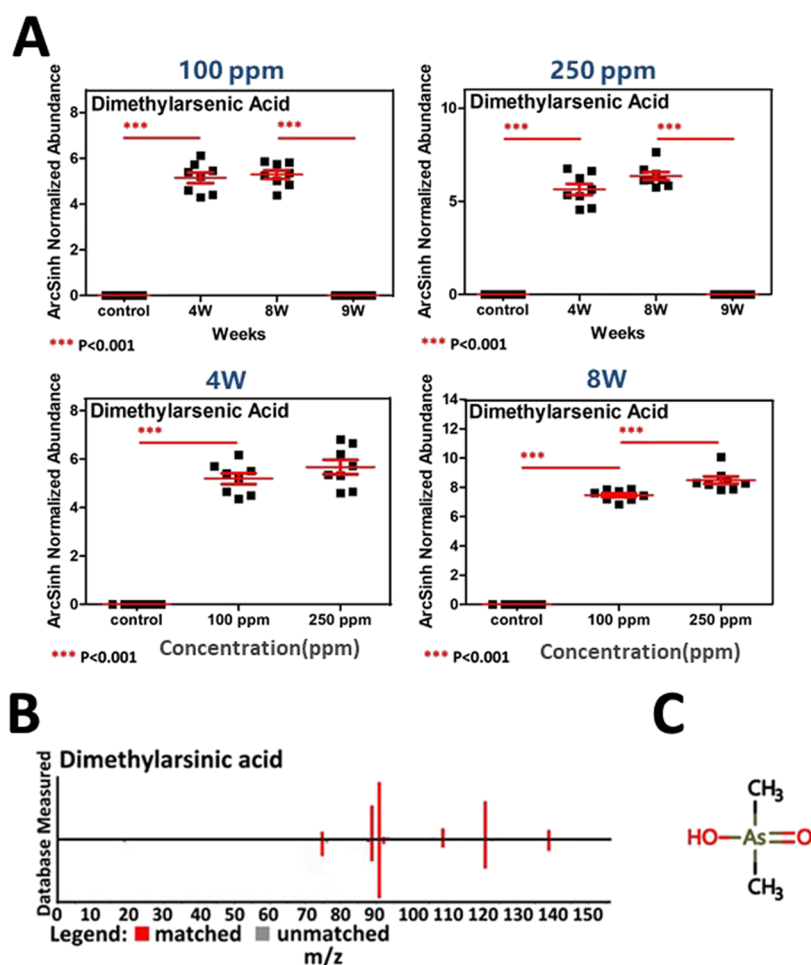 A
100 ppm
Dimethylarsenic Acid
***
***
ArcSinh Normalized Abundance
8
6
4
2
0
control
4W
8W
9W
Weeks
*** P<0.001
250 ppm
Dimethylarsenic Acid
***
***
ArcSinh Normalized Abundance
10
5
0
control
4W
8W
9W
Weeks
*** P<0.001
4W
Dimethylarsenic Acid
***
ArcSinh Normalized Abundance
8
6
4
2
0
control
100 ppm
250 ppm
Concentration(ppm)
*** P<0.001
8W
Dimethylarsenic Acid
***
***
ArcSinh Normalized Abundance
14
12
10
8
6
4
2
0
control
100 ppm
250 ppm
Concentration(ppm)
*** P<0.001
B
Dimethylarsinic acid
Database Measured
0 10 20 30 40 50 60 70 80 90 100 110 120 130 140 150
Legend: matched unmatched
m/z
C
CH3
HO As O
CH3